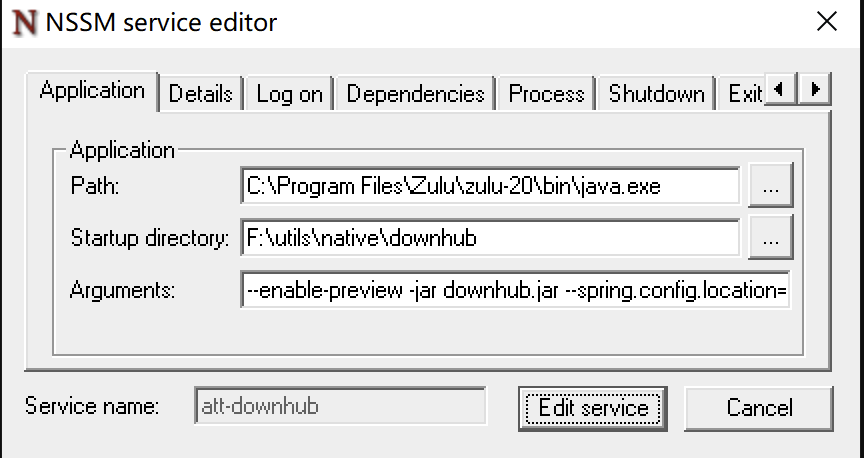 NSSM service editor
Application Details Log on Dependencies Process Shutdown Exit
Application
Path: C:\Program Files\Zulu\zulu-20\bin\java.exe ...
Startup directory: F:\utils\native\downhub ...
Arguments: --enable-preview -jar downhub.jar --spring.config.location=
Service name: att-downhub Edit service Cancel